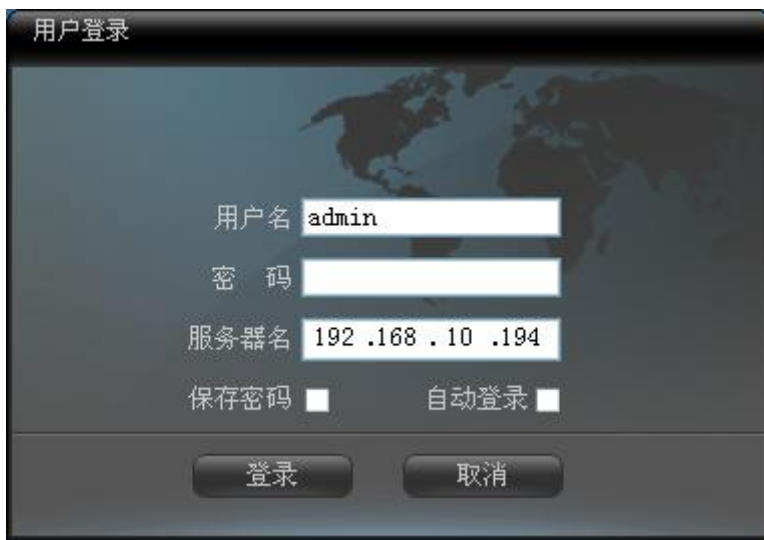 用户登录
用户名 admin
密 码
服务器名 192 .168 . 10 .194
保存密码 自动登录
登录 取消